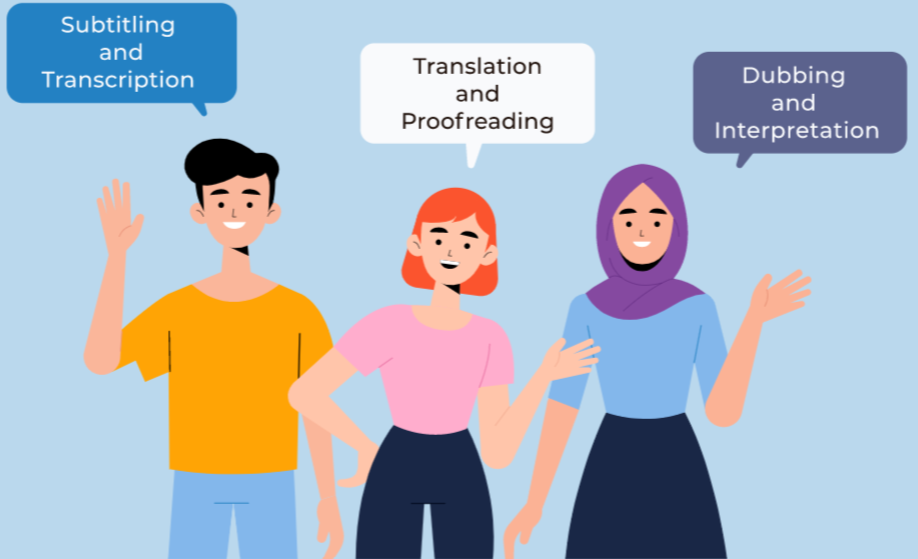 Subtitling
and
Transcription
Translation
and
Proofreading
Dubbing
and
Interpretation